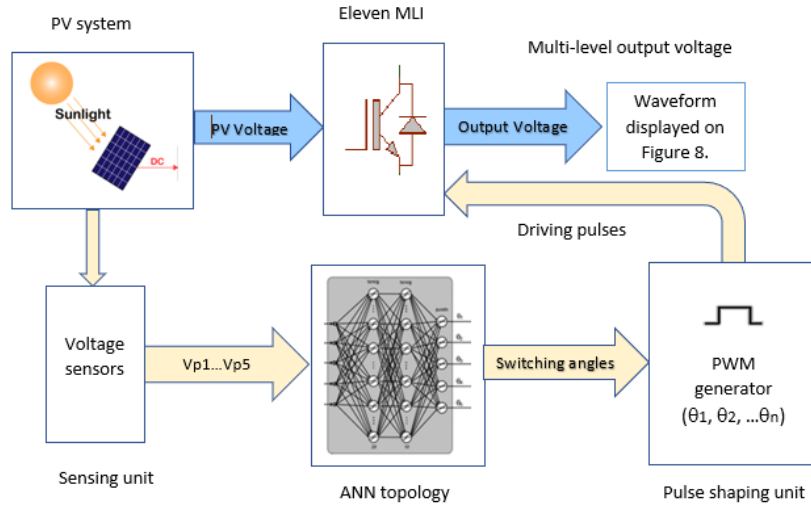 PV system
Eleven MLI
Multi-level output voltage
Sunlight
DC
PV Voltage
Output Voltage
Waveform
displayed on
Figure 8.
Driving pulses
Voltage
sensors
Vp1...Vp5
Switching angles
PWM
generator
(θ1, θ2, ...θn)
Sensing unit
ANN topology
Pulse shaping unit